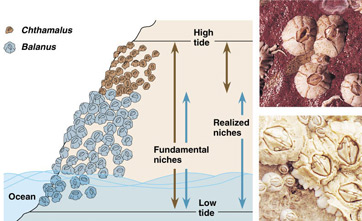 Chthamalus
Balanus
High
tide
Realized
niches
Fundamental
niches
Ocean
Low
tide